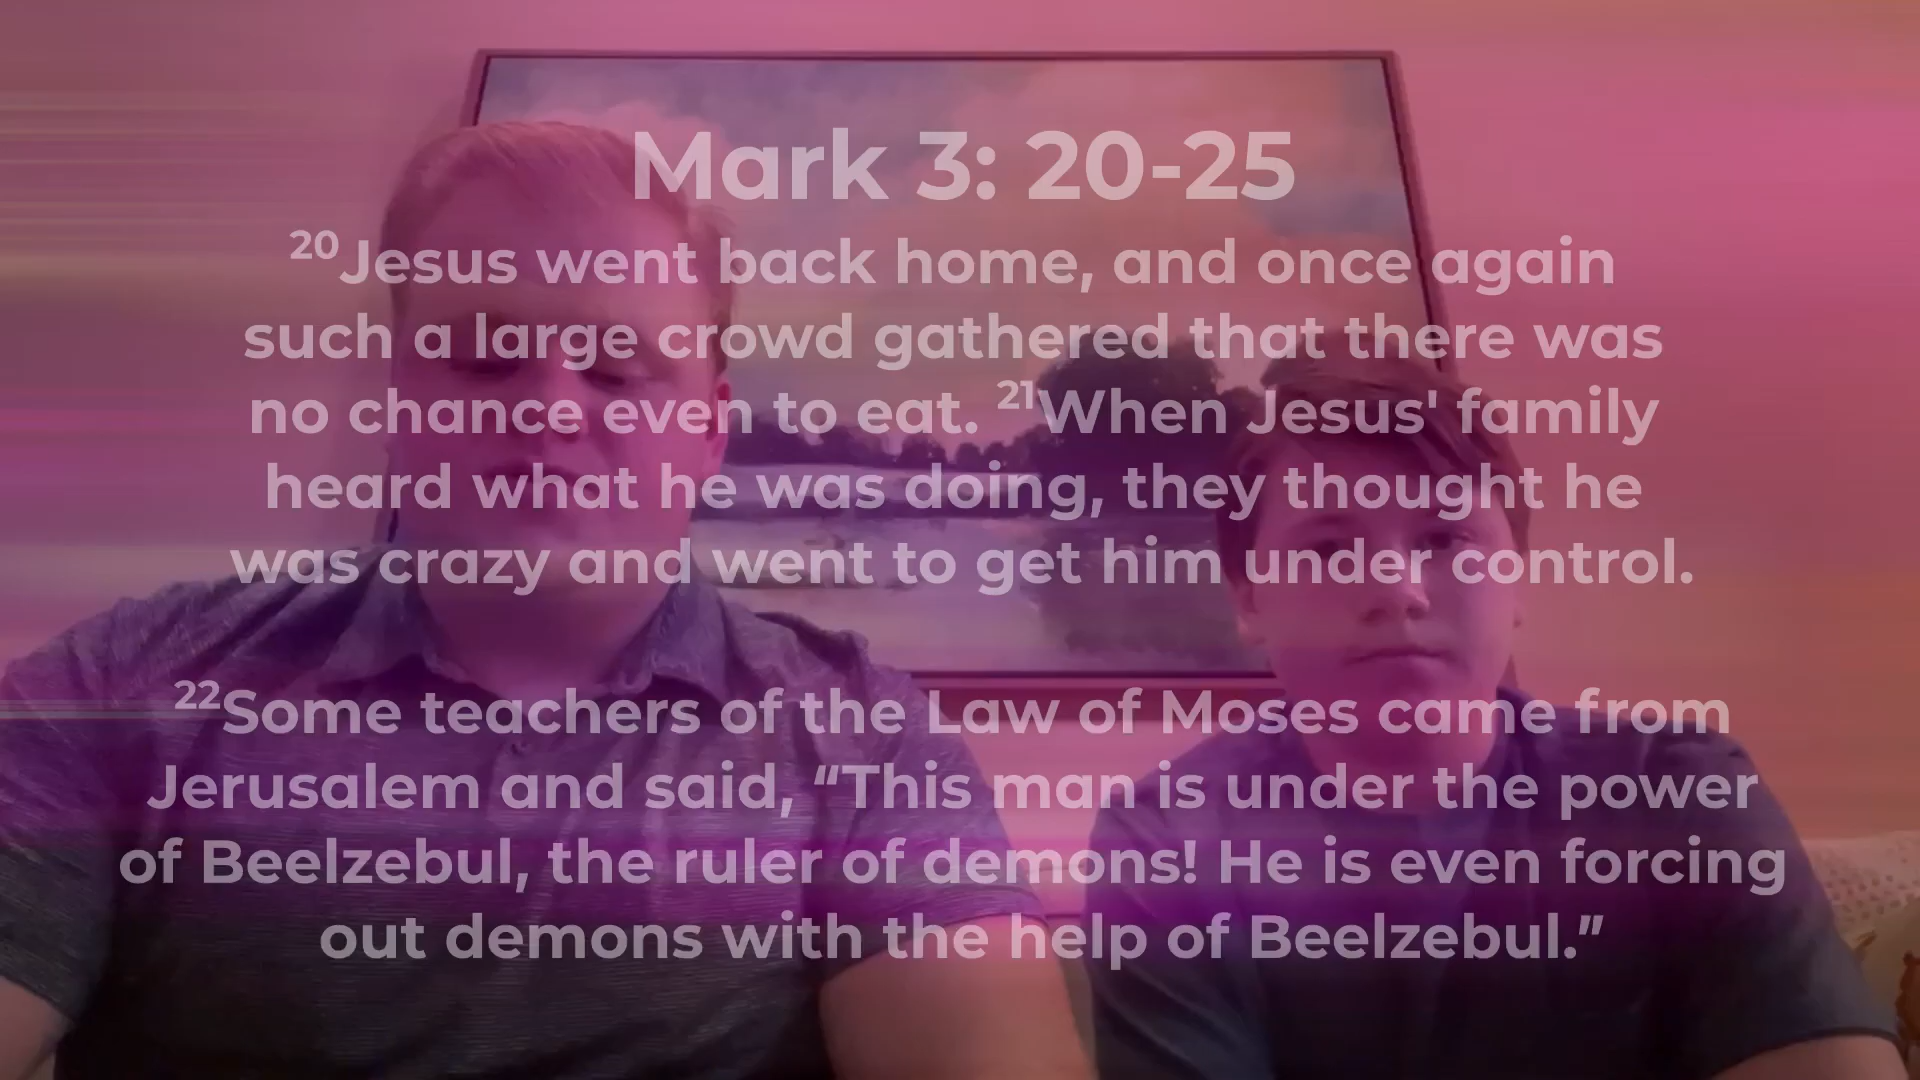 Mark 3: 20-25
20Jesus went back home, and once again
such a large crowd gathered that there was
no chance even to eat. 21When Jesus' family
heard what he was doing, they thought he
was crazy and went to get him under control.
22Some teachers of the Law of Moses came from
Jerusalem and said, “This man is under the power
of Beelzebul, the ruler of demons! He is even forcing
out demons with the help of Beelzebul.”